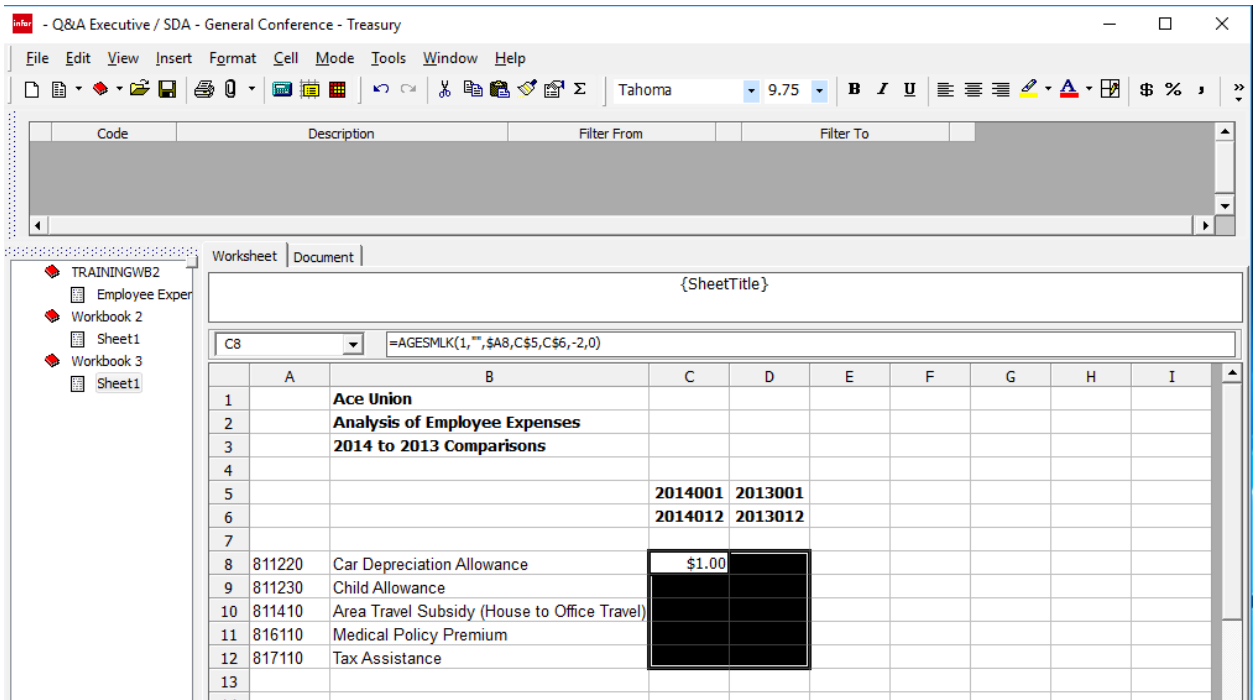 infor - Q&A Executive / SDA - General Conference - Treasury
File Edit View Insert Format Cell Mode Tools Window Help
Tahoma 9.75 B I U $ % ,
Code Description Filter From Filter To
Worksheet Document
TRAININGWB2
Employee Exper
Workbook 2
Sheet1
Workbook 3
Sheet1
{SheetTitle}
C8 =AGESMLK(1,"",$A8,C$5,C$6,-2,0)
A B C D E F G H I
1 Ace Union
2 Analysis of Employee Expenses
3 2014 to 2013 Comparisons
4
5 2014001 2013001
6 2014012 2013012
7
8 811220 Car Depreciation Allowance $1.00
9 811230 Child Allowance
10 811410 Area Travel Subsidy (House to Office Travel)
11 816110 Medical Policy Premium
12 817110 Tax Assistance
13